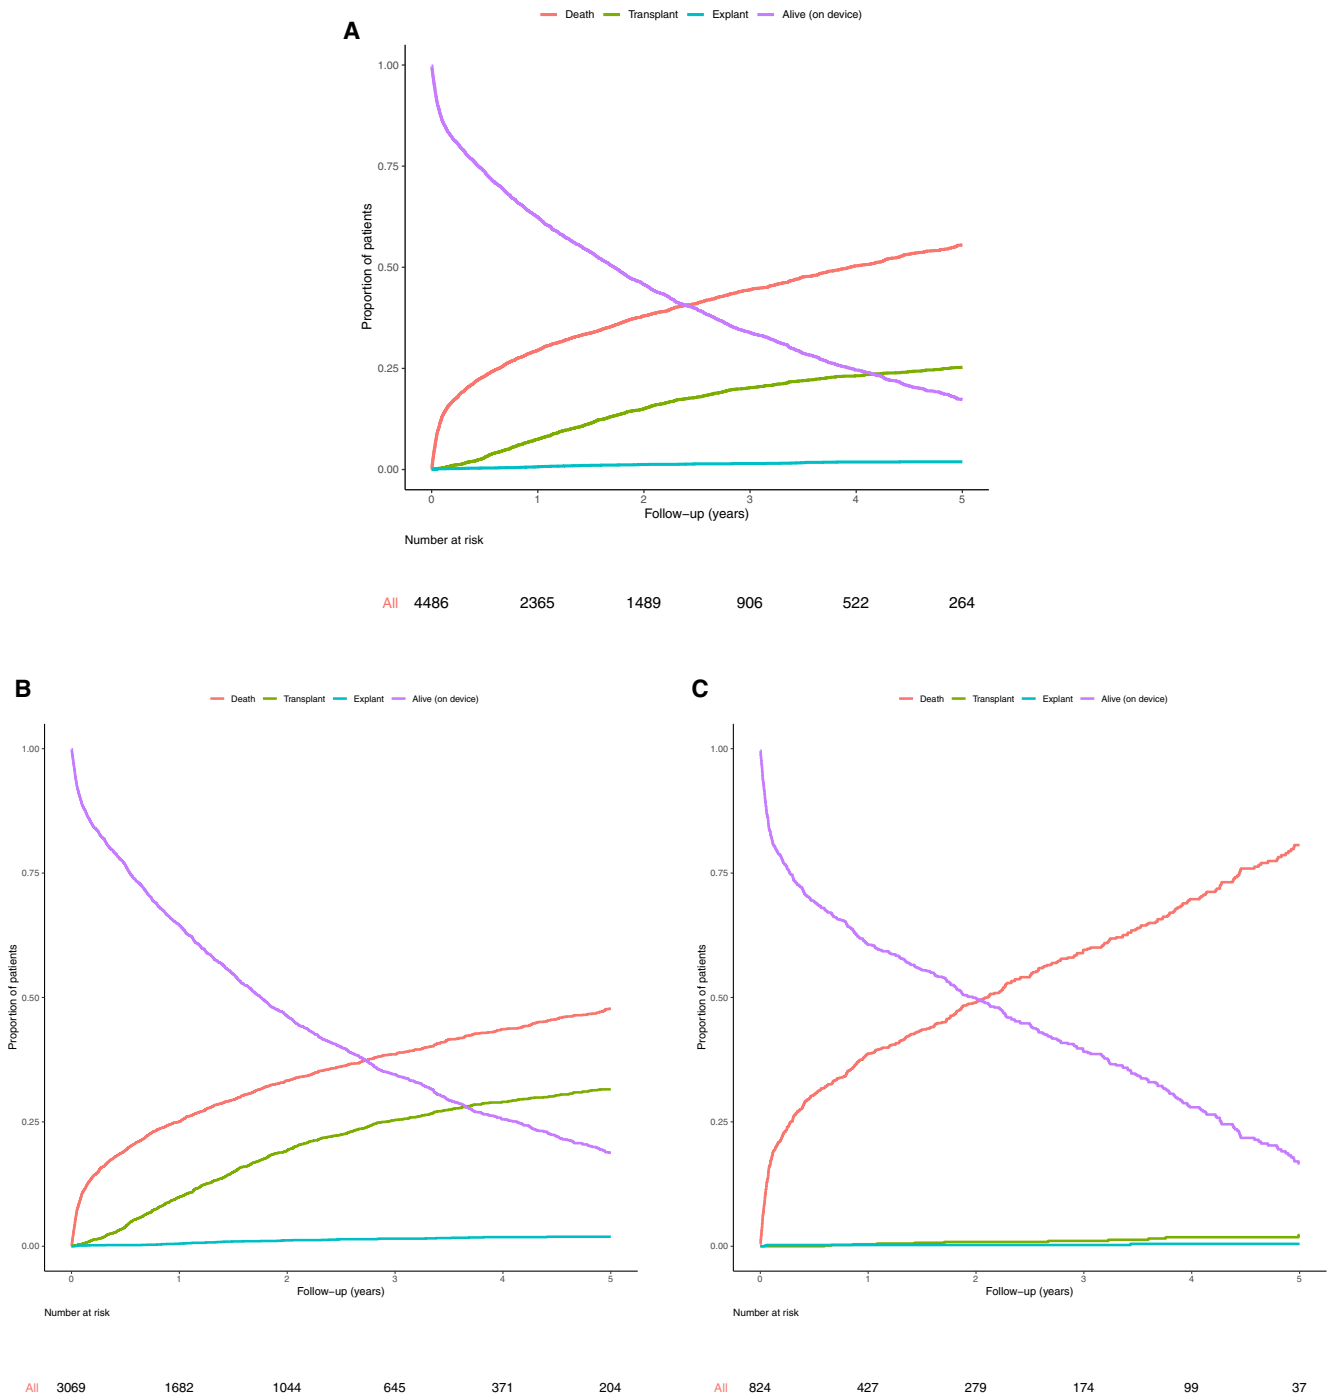 Death Transplant Explant Alive (on device)
A
1.00
0.75
0.50
0.25
0.00
Proportion of patients
0 1 2 3 4 5
Follow−up (years)
Number at risk
All 4486 2365 1489 906 522 264
B
Death Transplant Explant Alive (on device)
1.00
0.75
0.50
0.25
0.00
Proportion of patients
0 1 2 3 4 5
Follow−up (years)
Number at risk
All 3069 1682 1044 645 371 204
C
Death Transplant Explant Alive (on device)
1.00
0.75
0.50
0.25
0.00
Proportion of patients
0 1 2 3 4 5
Follow−up (years)
Number at risk
All 824 427 279 174 99 37